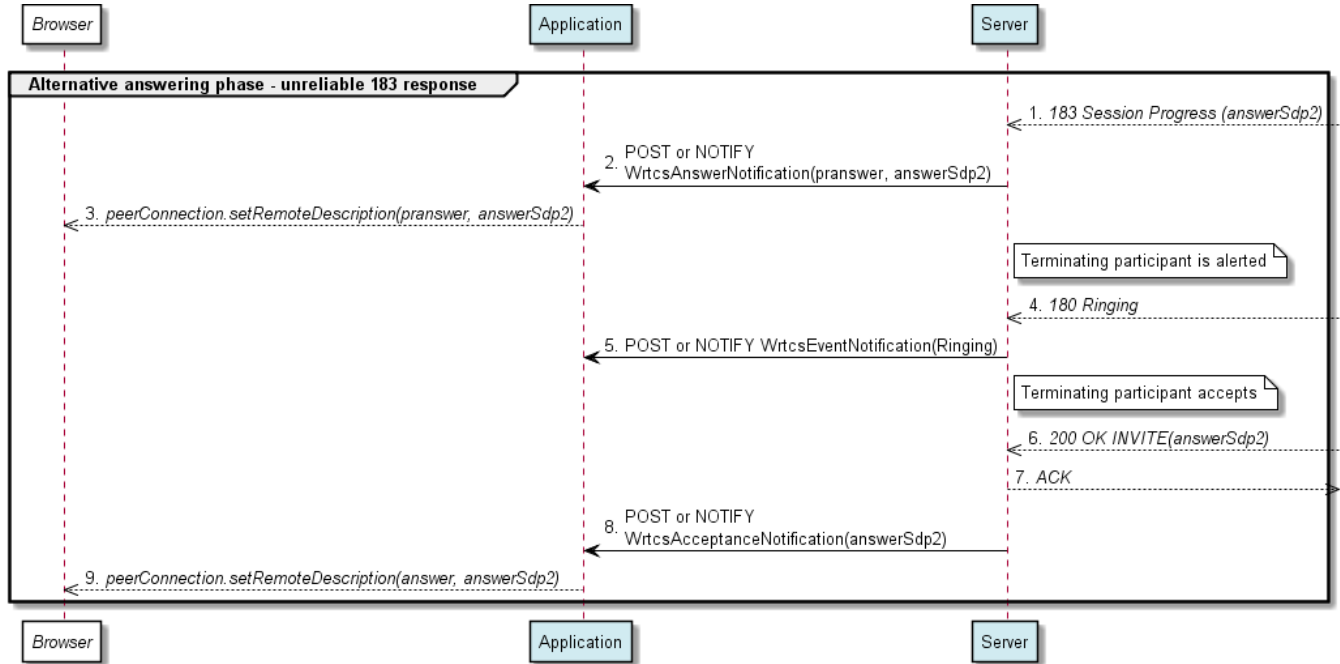 Browser
Application
Server
Alternative answering phase - unreliable 183 response
1. 183 Session Progress (answerSdp2)
2. POST or NOTIFY
WrtcsAnswerNotification(pranswer, answerSdp2)
3. peerConnection.setRemoteDescription(pranswer, answerSdp2)
Terminating participant is alerted
4. 180 Ringing
5. POST or NOTIFY WrtcsEventNotification(Ringing)
Terminating participant accepts
6. 200 OK INVITE(answerSdp2)
7. ACK
8. POST or NOTIFY
WrtcsAcceptanceNotification(answerSdp2)
9. peerConnection.setRemoteDescription(answer, answerSdp2)
Browser
Application
Server